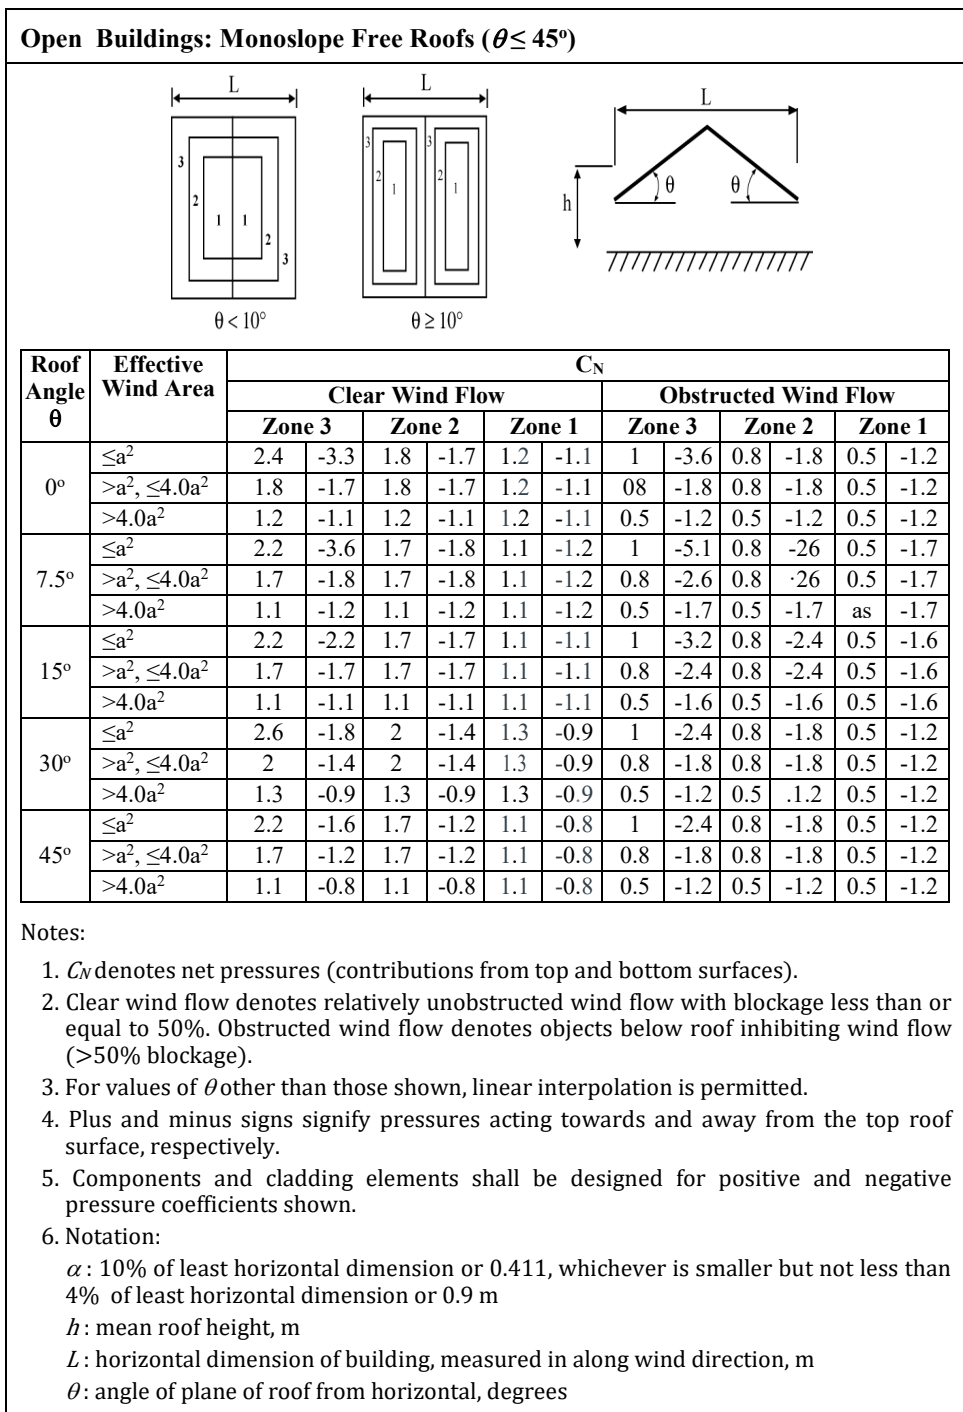 Open Buildings: Monoslope Free Roofs (θ ≤ 45º)
L
3
2
1
1
2
3
θ < 10°
L
3
2
1
3
2
1
θ ≥ 10°
L
h
θ
θ
Roof Angle θ | Effective Wind Area | CN
Clear Wind Flow | Obstructed Wind Flow
Zone 3 | Zone 2 | Zone 1 | Zone 3 | Zone 2 | Zone 1
0º | ≤a² | 2.4 | -3.3 | 1.8 | -1.7 | 1.2 | -1.1 | 1 | -3.6 | 0.8 | -1.8 | 0.5 | -1.2
>a², ≤4.0a² | 1.8 | -1.7 | 1.8 | -1.7 | 1.2 | -1.1 | 08 | -1.8 | 0.8 | -1.8 | 0.5 | -1.2
>4.0a² | 1.2 | -1.1 | 1.2 | -1.1 | 1.2 | -1.1 | 0.5 | -1.2 | 0.5 | -1.2 | 0.5 | -1.2
7.5º | ≤a² | 2.2 | -3.6 | 1.7 | -1.8 | 1.1 | -1.2 | 1 | -5.1 | 0.8 | -26 | 0.5 | -1.7
>a², ≤4.0a² | 1.7 | -1.8 | 1.7 | -1.8 | 1.1 | -1.2 | 0.8 | -2.6 | 0.8 | ·26 | 0.5 | -1.7
>4.0a² | 1.1 | -1.2 | 1.1 | -1.2 | 1.1 | -1.2 | 0.5 | -1.7 | 0.5 | -1.7 | as | -1.7
15º | ≤a² | 2.2 | -2.2 | 1.7 | -1.7 | 1.1 | -1.1 | 1 | -3.2 | 0.8 | -2.4 | 0.5 | -1.6
>a², ≤4.0a² | 1.7 | -1.7 | 1.7 | -1.7 | 1.1 | -1.1 | 0.8 | -2.4 | 0.8 | -2.4 | 0.5 | -1.6
>4.0a² | 1.1 | -1.1 | 1.1 | -1.1 | 1.1 | -1.1 | 0.5 | -1.6 | 0.5 | -1.6 | 0.5 | -1.6
30º | ≤a² | 2.6 | -1.8 | 2 | -1.4 | 1.3 | -0.9 | 1 | -2.4 | 0.8 | -1.8 | 0.5 | -1.2
>a², ≤4.0a² | 2 | -1.4 | 2 | -1.4 | 1.3 | -0.9 | 0.8 | -1.8 | 0.8 | -1.8 | 0.5 | -1.2
>4.0a² | 1.3 | -0.9 | 1.3 | -0.9 | 1.3 | -0.9 | 0.5 | -1.2 | 0.5 | .1.2 | 0.5 | -1.2
45º | ≤a² | 2.2 | -1.6 | 1.7 | -1.2 | 1.1 | -0.8 | 1 | -2.4 | 0.8 | -1.8 | 0.5 | -1.2
>a², ≤4.0a² | 1.7 | -1.2 | 1.7 | -1.2 | 1.1 | -0.8 | 0.8 | -1.8 | 0.8 | -1.8 | 0.5 | -1.2
>4.0a² | 1.1 | -0.8 | 1.1 | -0.8 | 1.1 | -0.8 | 0.5 | -1.2 | 0.5 | -1.2 | 0.5 | -1.2
Notes:
1. CN denotes net pressures (contributions from top and bottom surfaces).
2. Clear wind flow denotes relatively unobstructed wind flow with blockage less than or
equal to 50%. Obstructed wind flow denotes objects below roof inhibiting wind flow
(>50% blockage).
3. For values of θ other than those shown, linear interpolation is permitted.
4. Plus and minus signs signify pressures acting towards and away from the top roof
surface, respectively.
5. Components and cladding elements shall be designed for positive and negative
pressure coefficients shown.
6. Notation:
α : 10% of least horizontal dimension or 0.411, whichever is smaller but not less than
4% of least horizontal dimension or 0.9 m
h : mean roof height, m
L : horizontal dimension of building, measured in along wind direction, m
θ : angle of plane of roof from horizontal, degrees